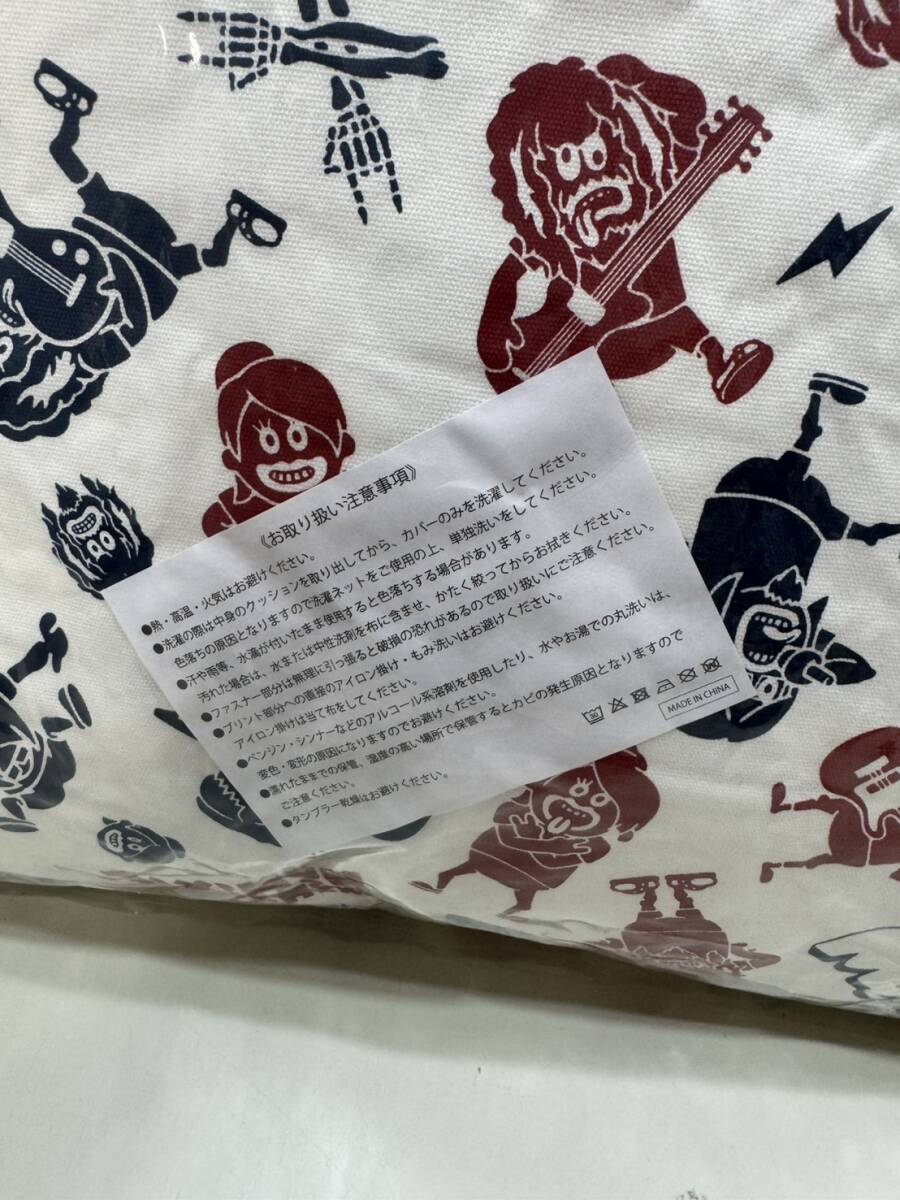 《お取り扱い注意事項》
●熱・高温・火気はお避けください。
●洗濯の際は中身のクッションを取り出してから、カバーのみを洗濯してください。
色落ちの原因となりますので洗濯ネットをご使用の上、単独洗いをしてください。
●汗や雨等、水滴が付いたまま使用すると色落ちする場合があります。
汚れた場合は、水または中性洗剤を布に含ませ、かたく絞ってからお拭きください。
●ファスナー部分は無理に引っ張ると破損の恐れがあるので取り扱いにご注意ください。
●プリント部分への直接のアイロン掛け・もみ洗いはお避けください。
アイロン掛けは当て布をしてください。
●ベンジン・シンナーなどのアルコール系溶剤を使用したり、水やお湯での丸洗いは、
変色・変形の原因になりますのでお避けください。
●濡れたままでの保管、湿度の高い場所で保管するとカビの発生原因となりますので
ご注意ください。
●タンブラー乾燥はお避けください。
30
MADE IN CHINA